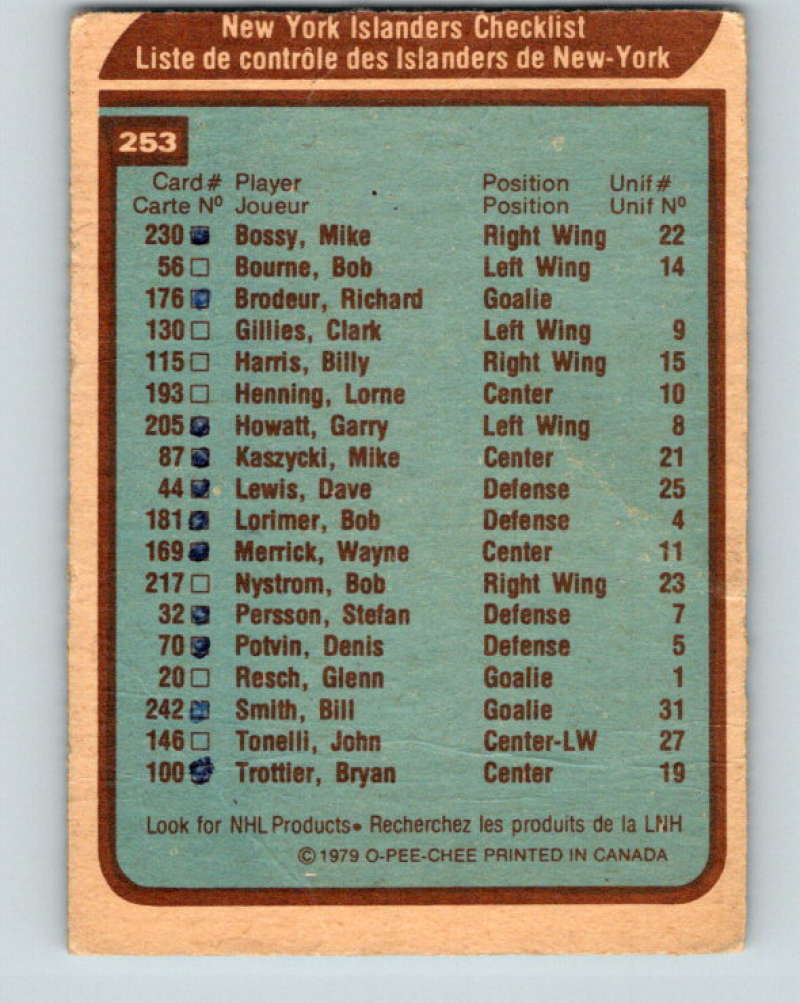 New York Islanders Checklist
Liste de contrôle des Islanders de New-York
253
Card # Player Position Unif #
Carte Nº Joueur Position Unif Nº
230 Bossy, Mike Right Wing 22
56 Bourne, Bob Left Wing 14
176 Brodeur, Richard Goalie
130 Gillies, Clark Left Wing 9
115 Harris, Billy Right Wing 15
193 Henning, Lorne Center 10
205 Howatt, Garry Left Wing 8
87 Kaszycki, Mike Center 21
44 Lewis, Dave Defense 25
181 Lorimer, Bob Defense 4
169 Merrick, Wayne Center 11
217 Nystrom, Bob Right Wing 23
32 Persson, Stefan Defense 7
70 Potvin, Denis Defense 5
20 Resch, Glenn Goalie 1
242 Smith, Bill Goalie 31
146 Tonelli, John Center-LW 27
100 Trottier, Bryan Center 19
Look for NHL Products • Recherchez les produits de la LNH
© 1979 O-PEE-CHEE PRINTED IN CANADA